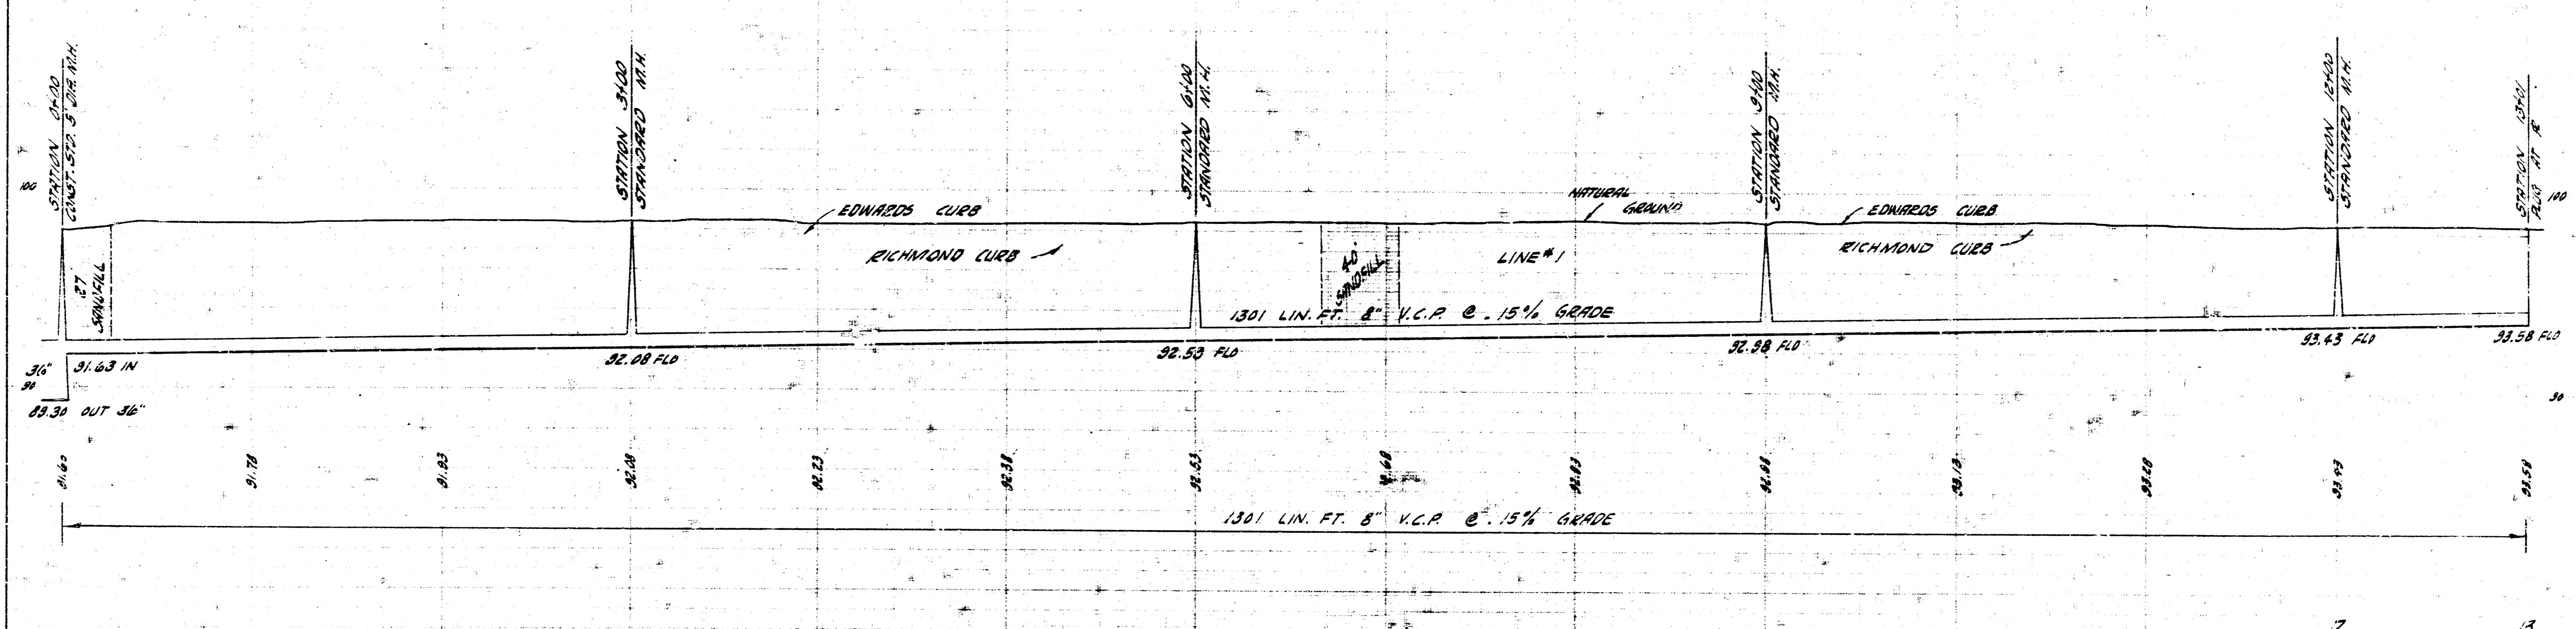 STATION 0+00
CONST. STD. 5' DIA. M.H.
STATION 3+00
STANDARD M.H.
STATION 6+00
STANDARD M.H.
STATION 9+00
STANDARD M.H.
STATION 12+00
STANDARD M.H.
STATION 13+01
PLUG AT
100
100
EDWARDS CURB
NATURAL
GROUND
EDWARDS CURB
RICHMOND CURB
RICHMOND CURB
27'
SANDFILL
40'
SANDFILL
LINE #1
1301 LIN. FT. 8" V.C.P. @ .15% GRADE
36"
90
91.63 IN
92.08 FLO
92.53 FLO
92.98 FLO
93.43 FLO
93.58 FLO
89.30 OUT 36"
90
91.78
91.93
92.08
92.23
92.38
92.53
92.68
92.83
92.98
93.13
93.28
93.43
93.58
1301 LIN. FT. 8" V.C.P. @ .15% GRADE